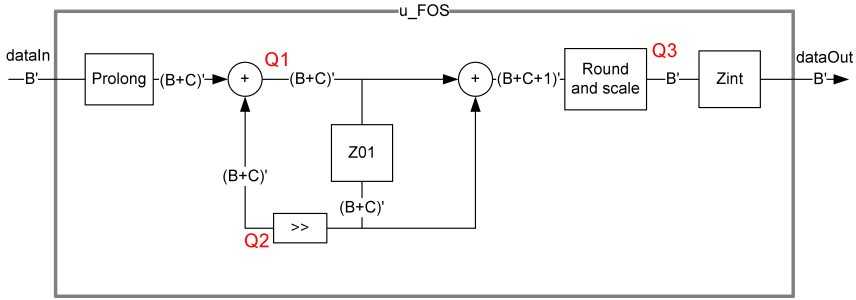 u_FOS
dataIn
B'
Prolong
(B+C)'
+
Q1
(B+C)'
+
(B+C+1)'
Round
and scale
Q3
B'
Zint
dataOut
B'
Z01
(B+C)'
(B+C)'
Q2
>>